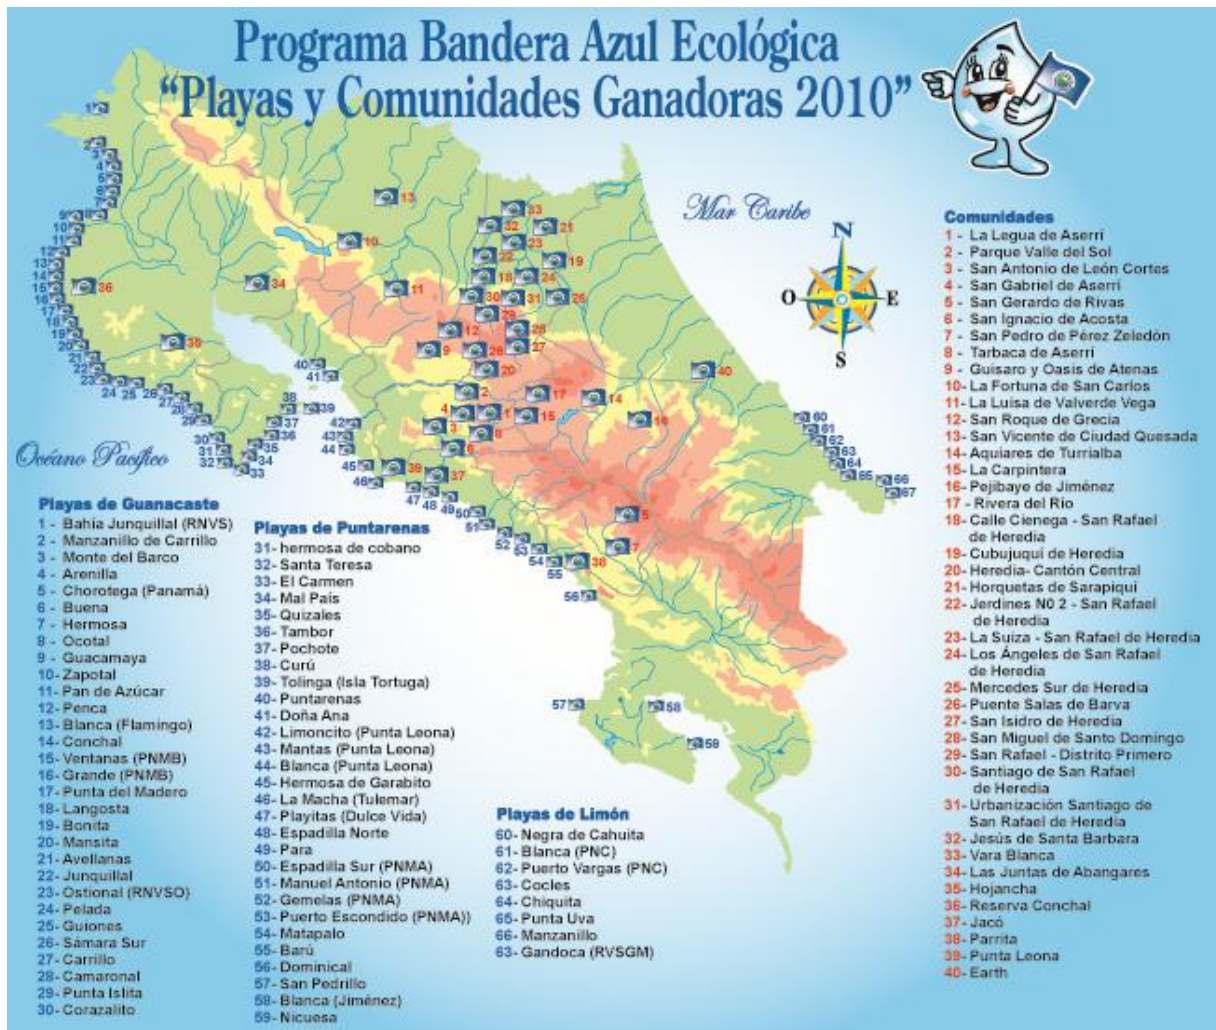 Programa Bandera Azul Ecológica
“Playas y Comunidades Ganadoras 2010”
Mar Caribe
N
O
E
S
Océano Pacífico
Playas de Guanacaste
1 - Bahía Junquillal (RNVS)
2 - Manzanillo de Carrillo
3 - Monte del Barco
4 - Arenilla
5 - Chorotega (Panamá)
6 - Buena
7 - Hermosa
8 - Ocotal
9 - Guacamaya
10- Zapotal
11- Pan de Azúcar
12- Penca
13- Blanca (Flamingo)
14- Conchal
15- Ventanas (PNMB)
16- Grande (PNMB)
17- Punta del Madero
18- Langosta
19- Bonita
20- Mansita
21- Avellanas
22- Junquillal
23- Ostional (RNVSO)
24- Pelada
25- Guiones
26- Sámara Sur
27- Carrillo
28- Camaronal
29- Punta Islita
30- Corazalito
Playas de Puntarenas
31- hermosa de cobano
32- Santa Teresa
33- El Carmen
34- Mal País
35- Quizales
36- Tambor
37- Pochote
38- Curú
39- Tolinga (Isla Tortuga)
40- Puntarenas
41- Doña Ana
42- Limoncito (Punta Leona)
43- Mantas (Punta Leona)
44- Blanca (Punta Leona)
45- Hermosa de Garabito
46- La Macha (Tulemar)
47- Playitas (Dulce Vida)
48- Espadilla Norte
49- Para
50- Espadilla Sur (PNMA)
51- Manuel Antonio (PNMA)
52- Gemelas (PNMA)
53- Puerto Escondido (PNMA))
54- Matapalo
55- Barú
56- Dominical
57- San Pedrillo
58- Blanca (Jiménez)
59- Nicuesa
Playas de Limón
60- Negra de Cahuita
61- Blanca (PNC)
62- Puerto Vargas (PNC)
63- Cocles
64- Chiquita
65- Punta Uva
66- Manzanillo
63- Gandoca (RVSGM)
Comunidades
1 - La Legua de Aserrí
2 - Parque Valle del Sol
3 - San Antonio de León Cortes
4 - San Gabriel de Aserrí
5 - San Gerardo de Rivas
6 - San Ignacio de Acosta
7 - San Pedro de Pérez Zeledón
8 - Tarbaca de Aserrí
9 - Guisaro y Oasis de Atenas
10- La Fortuna de San Carlos
11- La Luisa de Valverde Vega
12- San Roque de Grecia
13- San Vicente de Ciudad Quesada
14- Aquiares de Turrialba
15- La Carpintera
16- Pejibaye de Jiménez
17 - Rivera del Río
18- Calle Cienega - San Rafael
de Heredia
19- Cubujuquí de Heredia
20- Heredia- Cantón Central
21- Horquetas de Sarapiquí
22- Jerdines N0 2 - San Rafael
de Heredia
23- La Suiza - San Rafael de Heredia
24- Los Ángeles de San Rafael
de Heredia
25- Mercedes Sur de Heredia
26- Puente Salas de Barva
27- San Isidro de Heredia
28- San Miguel de Santo Domingo
29- San Rafael - Distrito Primero
30- Santiago de San Rafael
de Heredia
31- Urbanización Santiago de
San Rafael de Heredia
32- Jesús de Santa Barbara
33- Vara Blanca
34- Las Juntas de Abangares
35- Hojancha
36- Reserva Conchal
37- Jacó
38- Parrita
39- Punta Leona
40- Earth